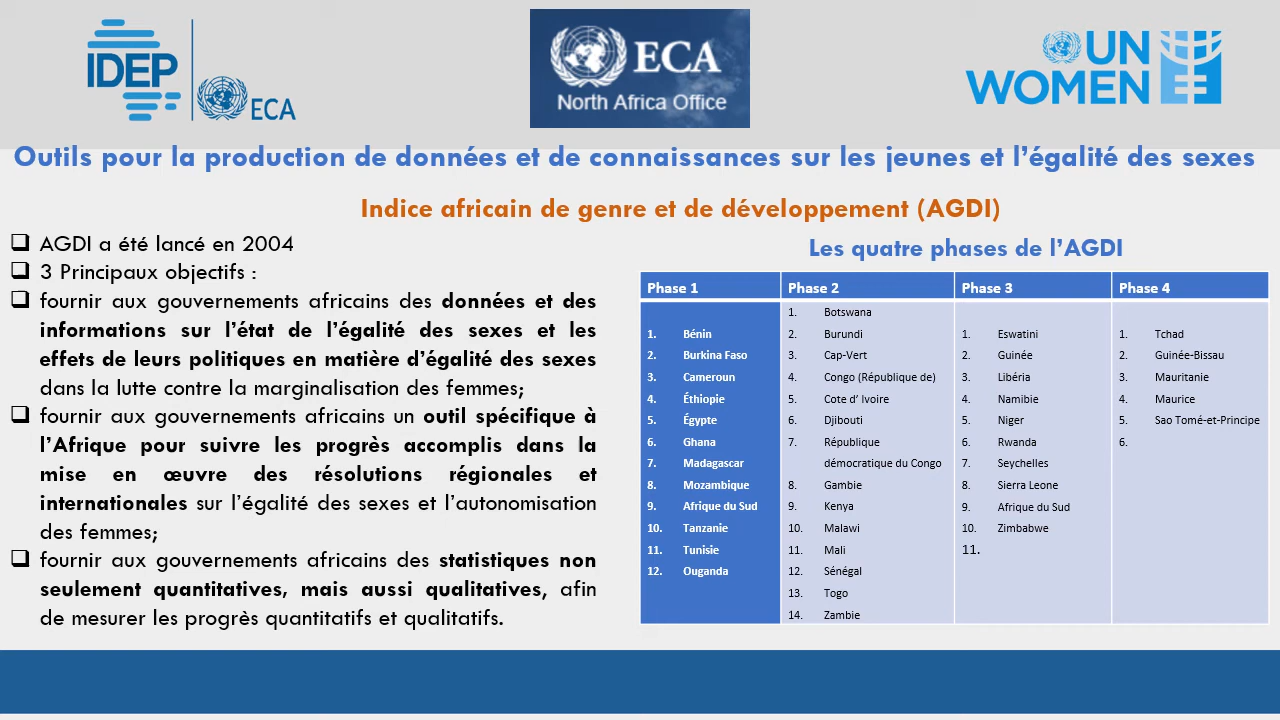 IDEP
ECA
ECA
North Africa Office
UN
WOMEN
Outils pour la production de données et de connaissances sur les jeunes et l'égalité des sexes
Indice africain de genre et de développement (AGDI)
❑ AGDI a été lancé en 2004
❑ 3 Principaux objectifs :
❑ fournir aux gouvernements africains des données et des
informations sur l'état de l'égalité des sexes et les
effets de leurs politiques en matière d'égalité des sexes
dans la lutte contre la marginalisation des femmes;
❑ fournir aux gouvernements africains un outil spécifique à
l'Afrique pour suivre les progrès accomplis dans la
mise en œuvre des résolutions régionales et
internationales sur l'égalité des sexes et l'autonomisation
des femmes;
❑ fournir aux gouvernements africains des statistiques non
seulement quantitatives, mais aussi qualitatives, afin
de mesurer les progrès quantitatifs et qualitatifs.
Les quatre phases de l'AGDI
Phase 1
1. Bénin
2. Burkina Faso
3. Cameroun
4. Éthiopie
5. Égypte
6. Ghana
7. Madagascar
8. Mozambique
9. Afrique du Sud
10. Tanzanie
11. Tunisie
12. Ouganda
Phase 2
1. Botswana
2. Burundi
3. Cap-Vert
4. Congo (République de)
5. Cote d' Ivoire
6. Djibouti
7. République
démocratique du Congo
8. Gambie
9. Kenya
10. Malawi
11. Mali
12. Sénégal
13. Togo
14. Zambie
Phase 3
1. Eswatini
2. Guinée
3. Libéria
4. Namibie
5. Niger
6. Rwanda
7. Seychelles
8. Sierra Leone
9. Afrique du Sud
10. Zimbabwe
11.
Phase 4
1. Tchad
2. Guinée-Bissau
3. Mauritanie
4. Maurice
5. Sao Tomé-et-Principe
6.